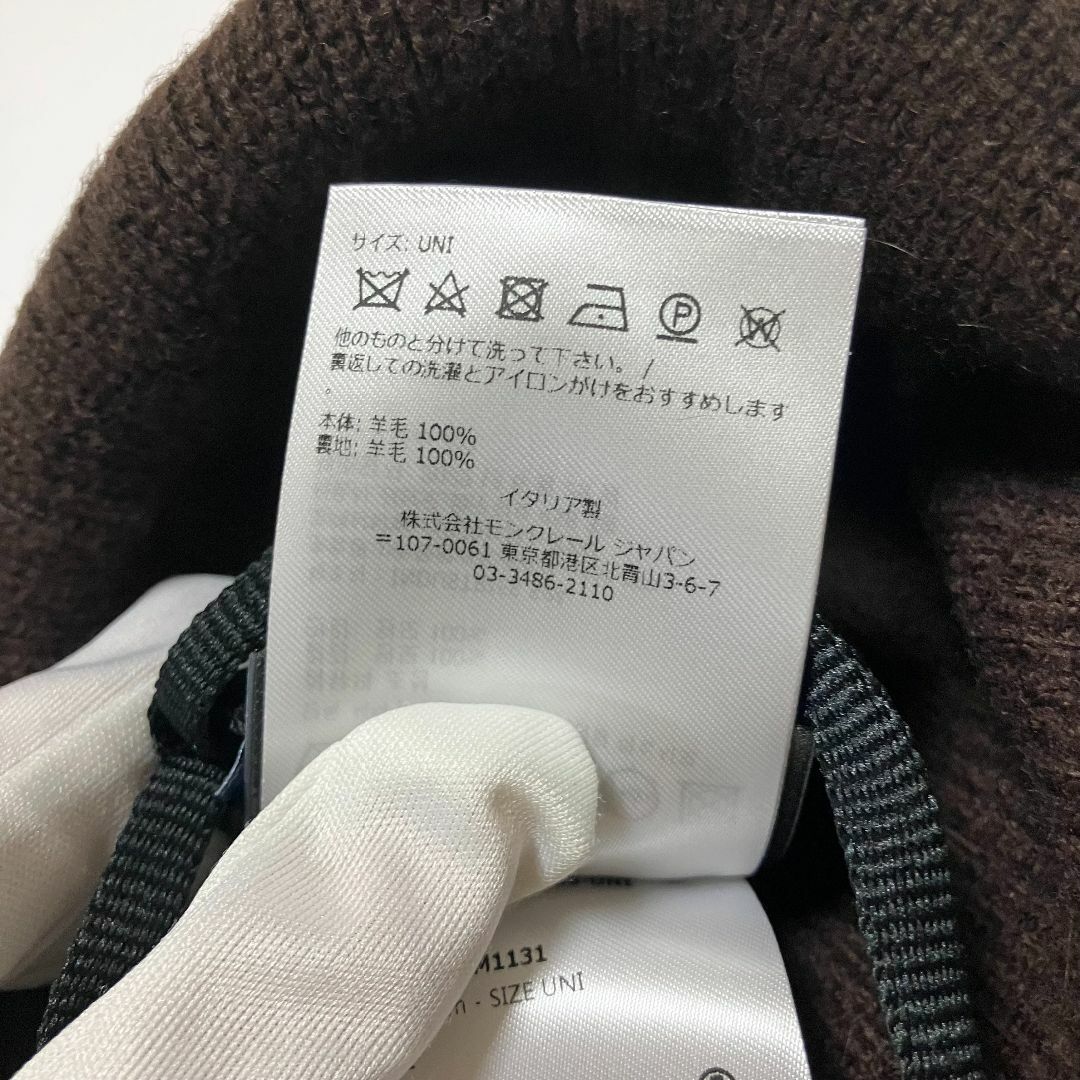 サイズ: UNI
P W
他のものと分けて洗って下さい。 /
裏返しての洗濯とアイロンがけをおすすめします
。
本体: 羊毛 100%
裏地: 羊毛 100%
イタリア製
株式会社モンクレール ジャパン
〒107-0061 東京都港区北青山3-6-7
03-3486-2110
M1131
- SIZE UNI